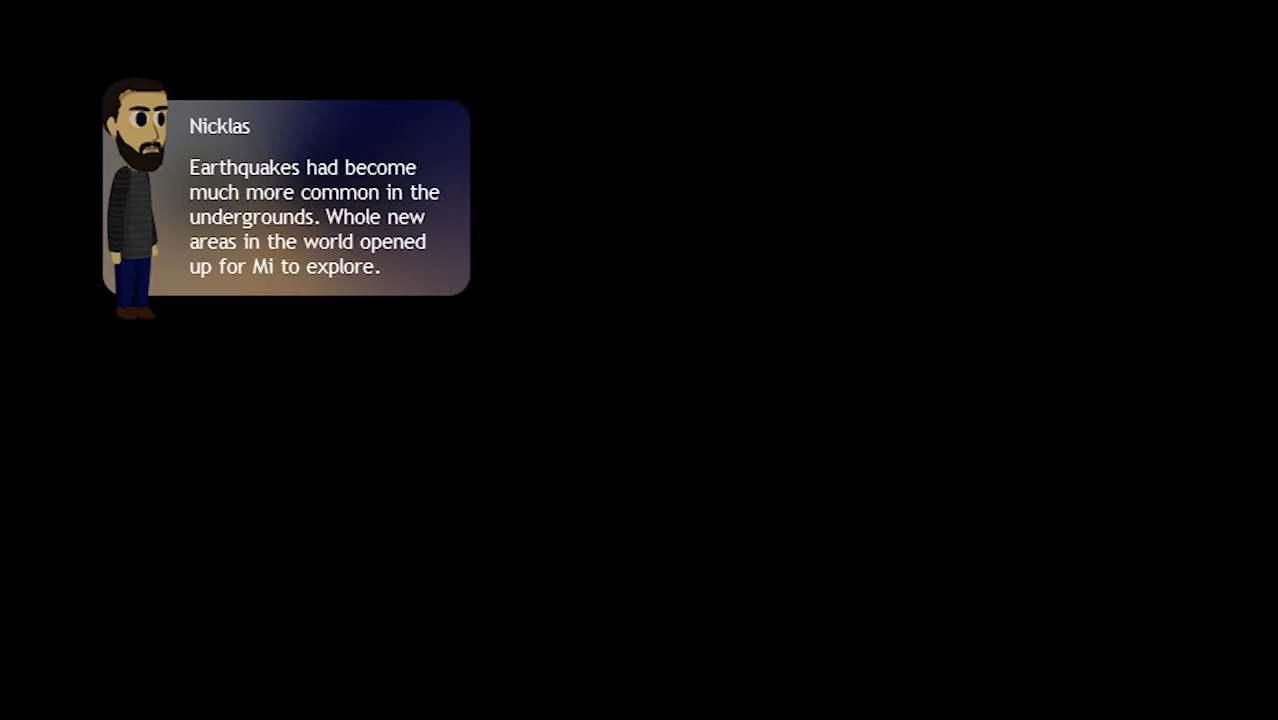 Nicklas
Earthquakes had become
much more common in the
undergrounds. Whole new
areas in the world opened
up for Mi to explore.